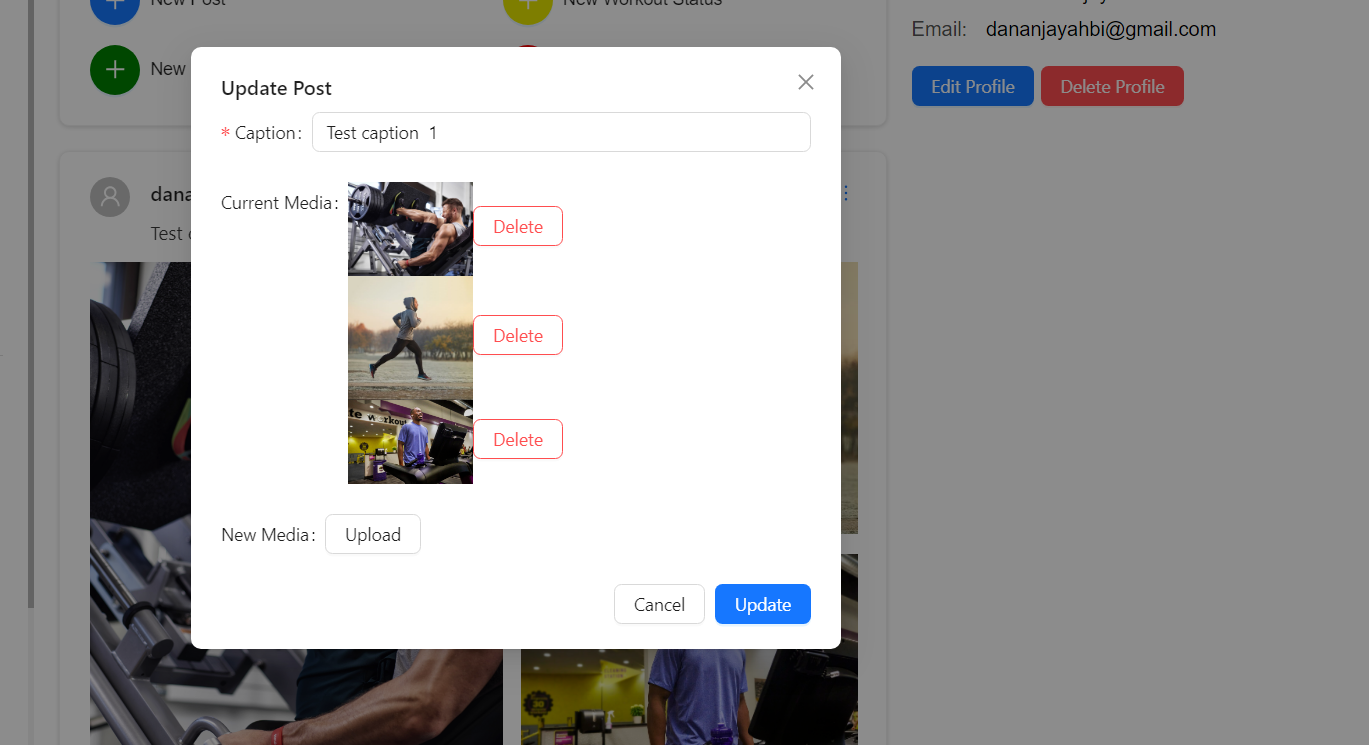 New Post
New Workout Status
Email: dananjayahbi@gmail.com
New
Edit Profile
Delete Profile
Update Post
* Caption: Test caption 1
dana
Test
Current Media:
Delete
Delete
Delete
New Media: Upload
Cancel
Update